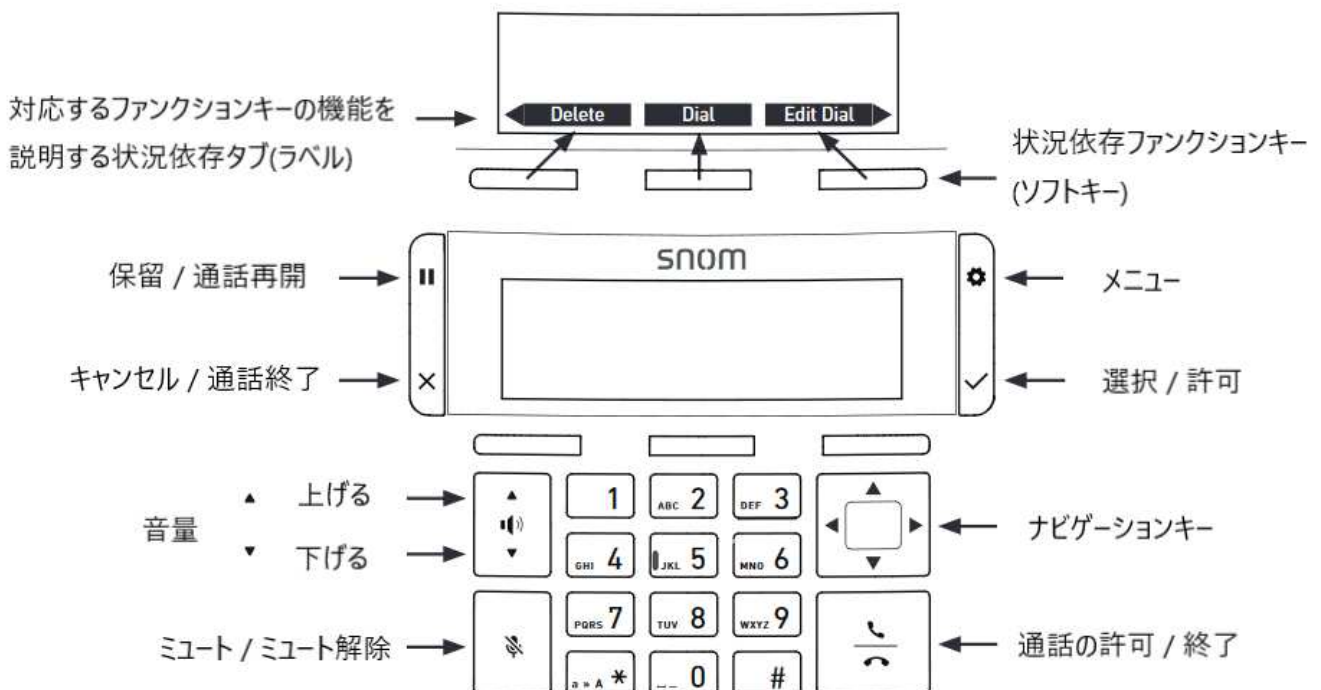 対応するファンクションキーの機能を
説明する状況依存タブ(ラベル)
Delete
Dial
Edit Dial
状況依存ファンクションキー
(ソフトキー)
snom
保留 / 通話再開
メニュー
キャンセル / 通話終了
選択 / 許可
音量
▲ 上げる
▼ 下げる
1
ABC 2
DEF 3
GHI 4
JKL 5
MNO 6
ナビゲーションキー
ミュート / ミュート解除
PQRS 7
TUV 8
WXYZ 9
a » A *
0
#
通話の許可 / 終了